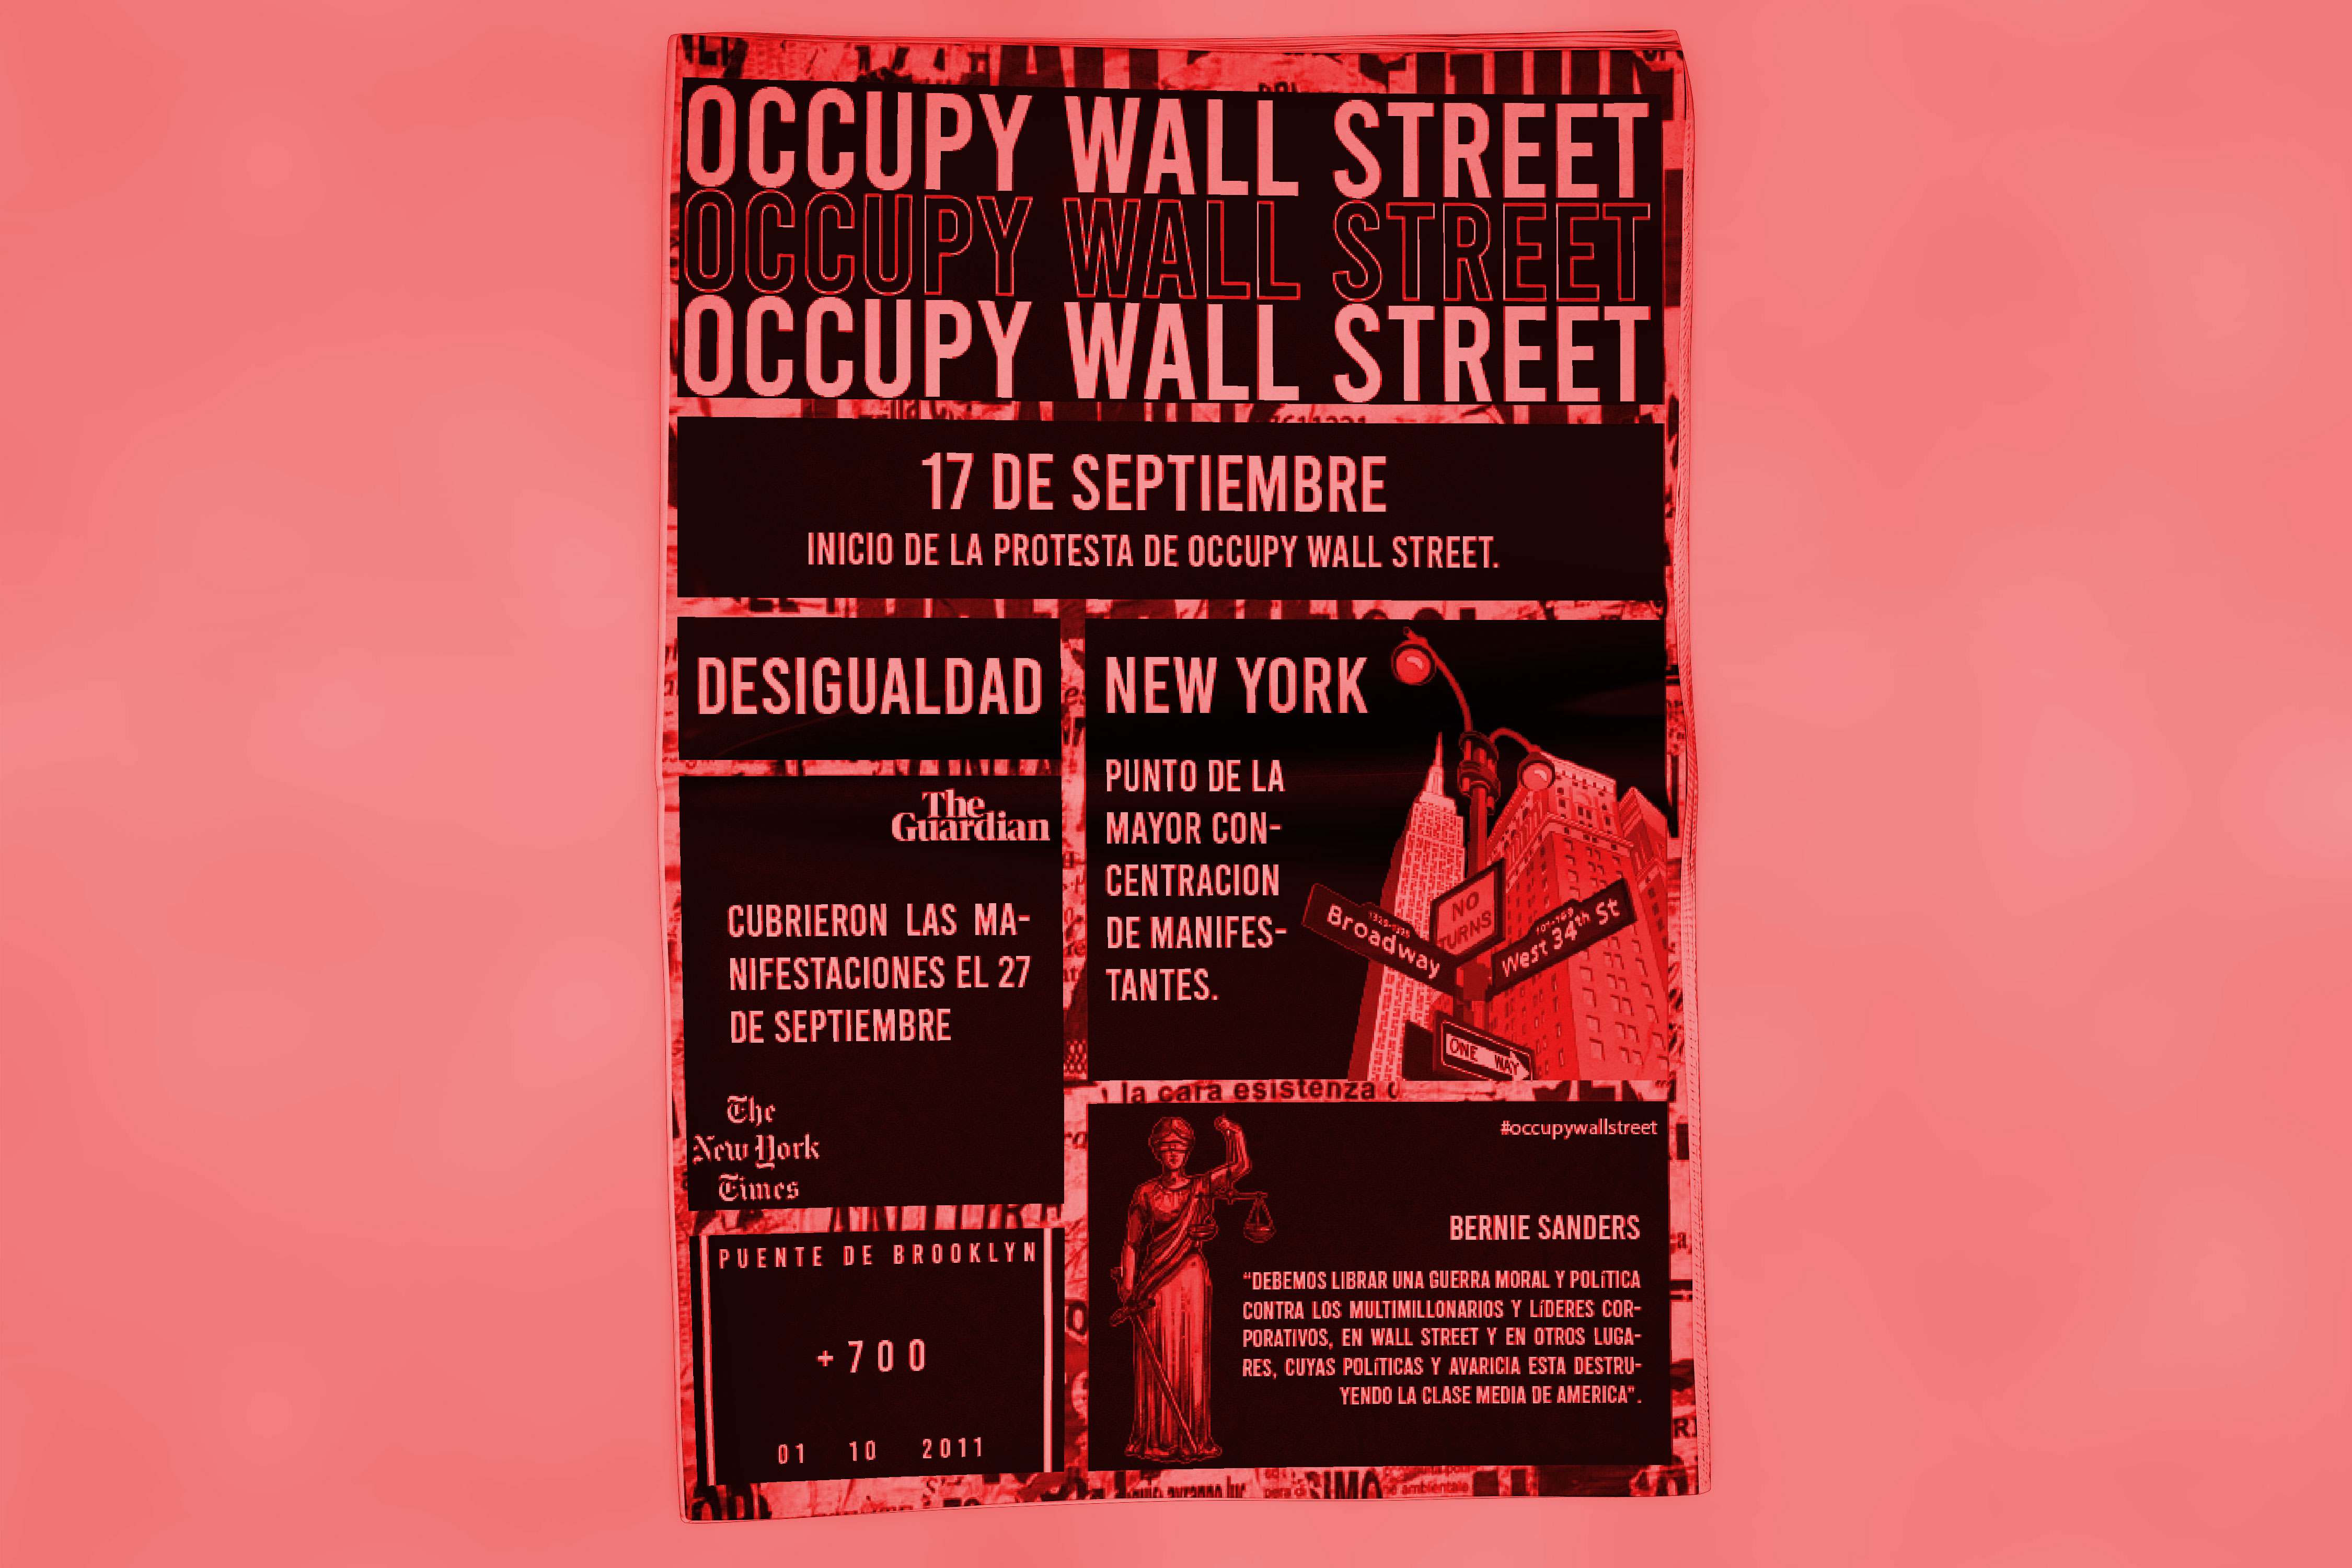 OCCUPY WALL STREET
OCCUPY WALL STREET
OCCUPY WALL STREET
17 DE SEPTIEMBRE
INICIO DE LA PROTESTA DE OCCUPY WALL STREET.
DESIGUALDAD
The
Guardian
CUBRIERON LAS MA-
NIFESTACIONES EL 27
DE SEPTIEMBRE
The
New York
Times
PUENTE DE BROOKLYN
+700
01 10 2011
NEW YORK
PUNTO DE LA
MAYOR CON-
CENTRACION
DE MANIFES-
TANTES.
Broadway
NO
TURNS
West 34th St
ONE WAY
la cara esistenza
#occupywallstreet
BERNIE SANDERS
“DEBEMOS LIBRAR UNA GUERRA MORAL Y POLíTICA
CONTRA LOS MULTIMILLONARIOS Y LíDERES COR-
PORATIVOS, EN WALL STREET Y EN OTROS LUGA-
RES, CUYAS POLíTICAS Y AVARICIA ESTA DESTRU-
YENDO LA CLASE MEDIA DE AMERICA”.